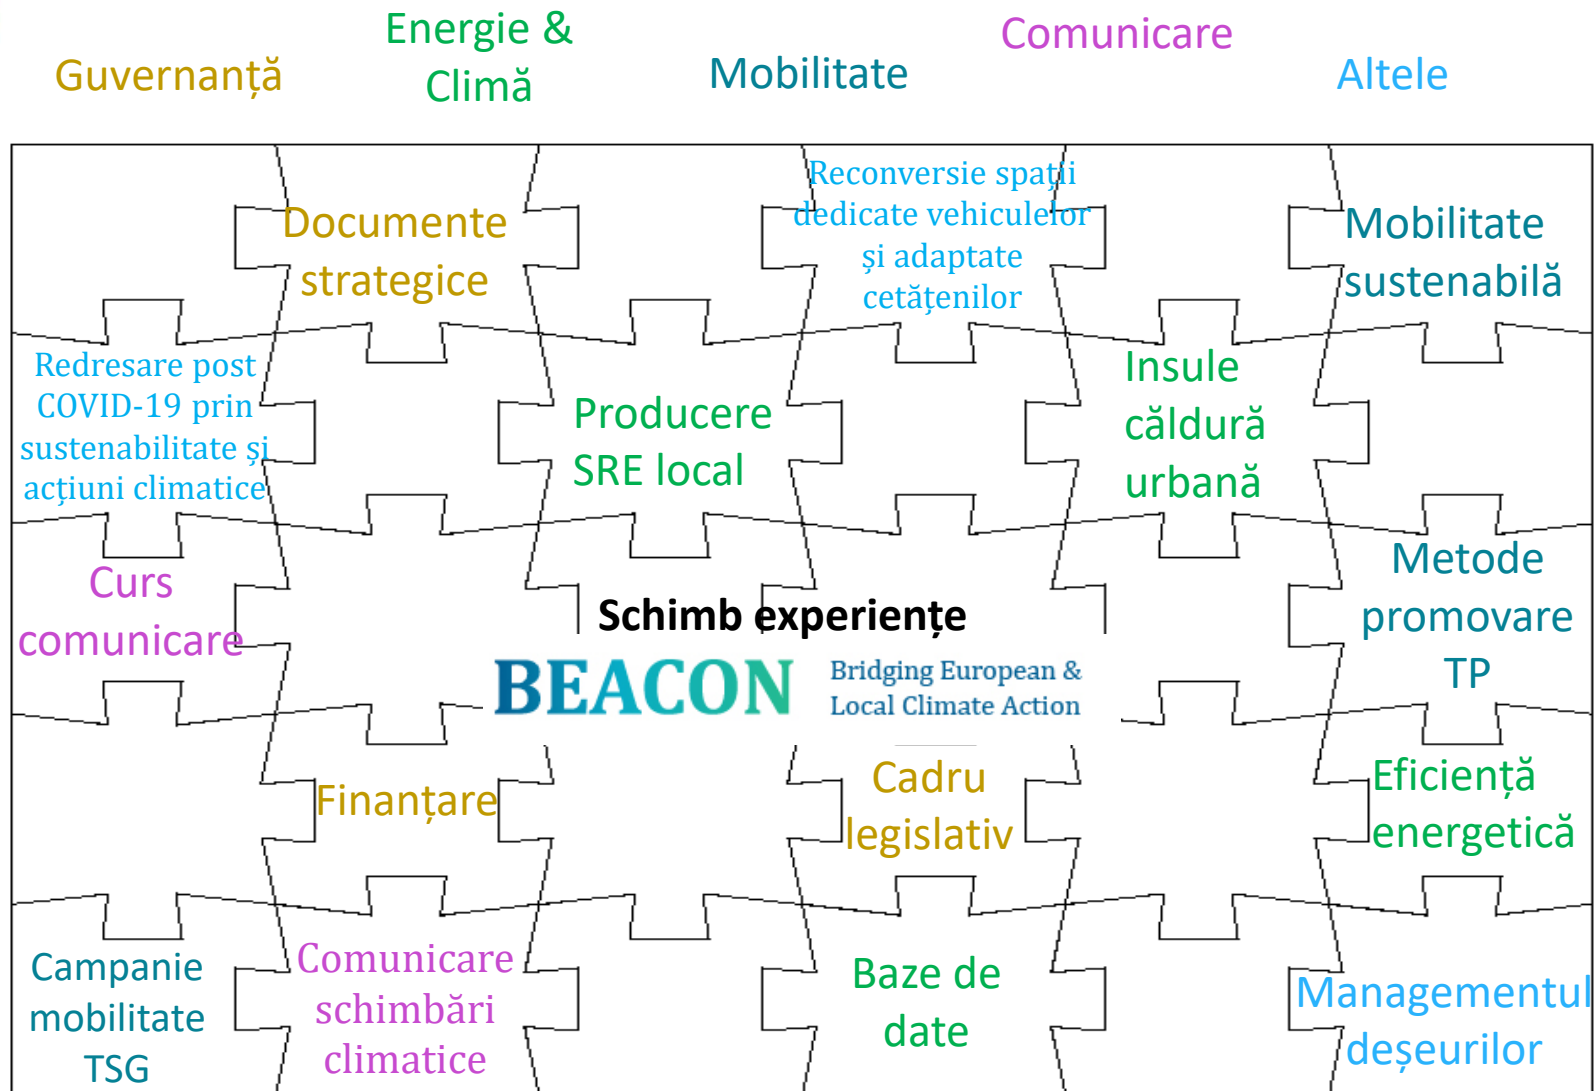 Guvernanță
Energie &
Climă
Mobilitate
Comunicare
Altele
Documente
strategice
Reconversie spații
dedicate vehiculelor
și adaptate
cetățenilor
Mobilitate
sustenabilă
Redresare post
COVID-19 prin
sustenabilitate și
acțiuni climatice
Producere
SRE local
Insule
căldură
urbană
Curs
comunicare
Schimb experiențe
BEACON
Bridging European &
Local Climate Action
Metode
promovare
TP
Finanțare
Cadru
legislativ
Eficiență
energetică
Campanie
mobilitate
TSG
Comunicare
schimbări
climatice
Baze de
date
Managementul
deșeurilor